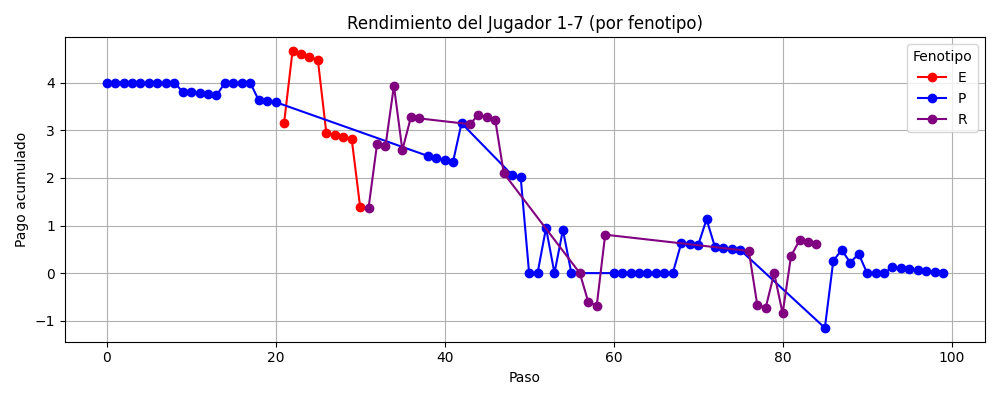 Rendimiento del Jugador 1-7 (por fenotipo)
Pago acumulado
4
3
2
1
0
−1
Fenotipo
E
P
R
0 20 40 60 80 100
Paso